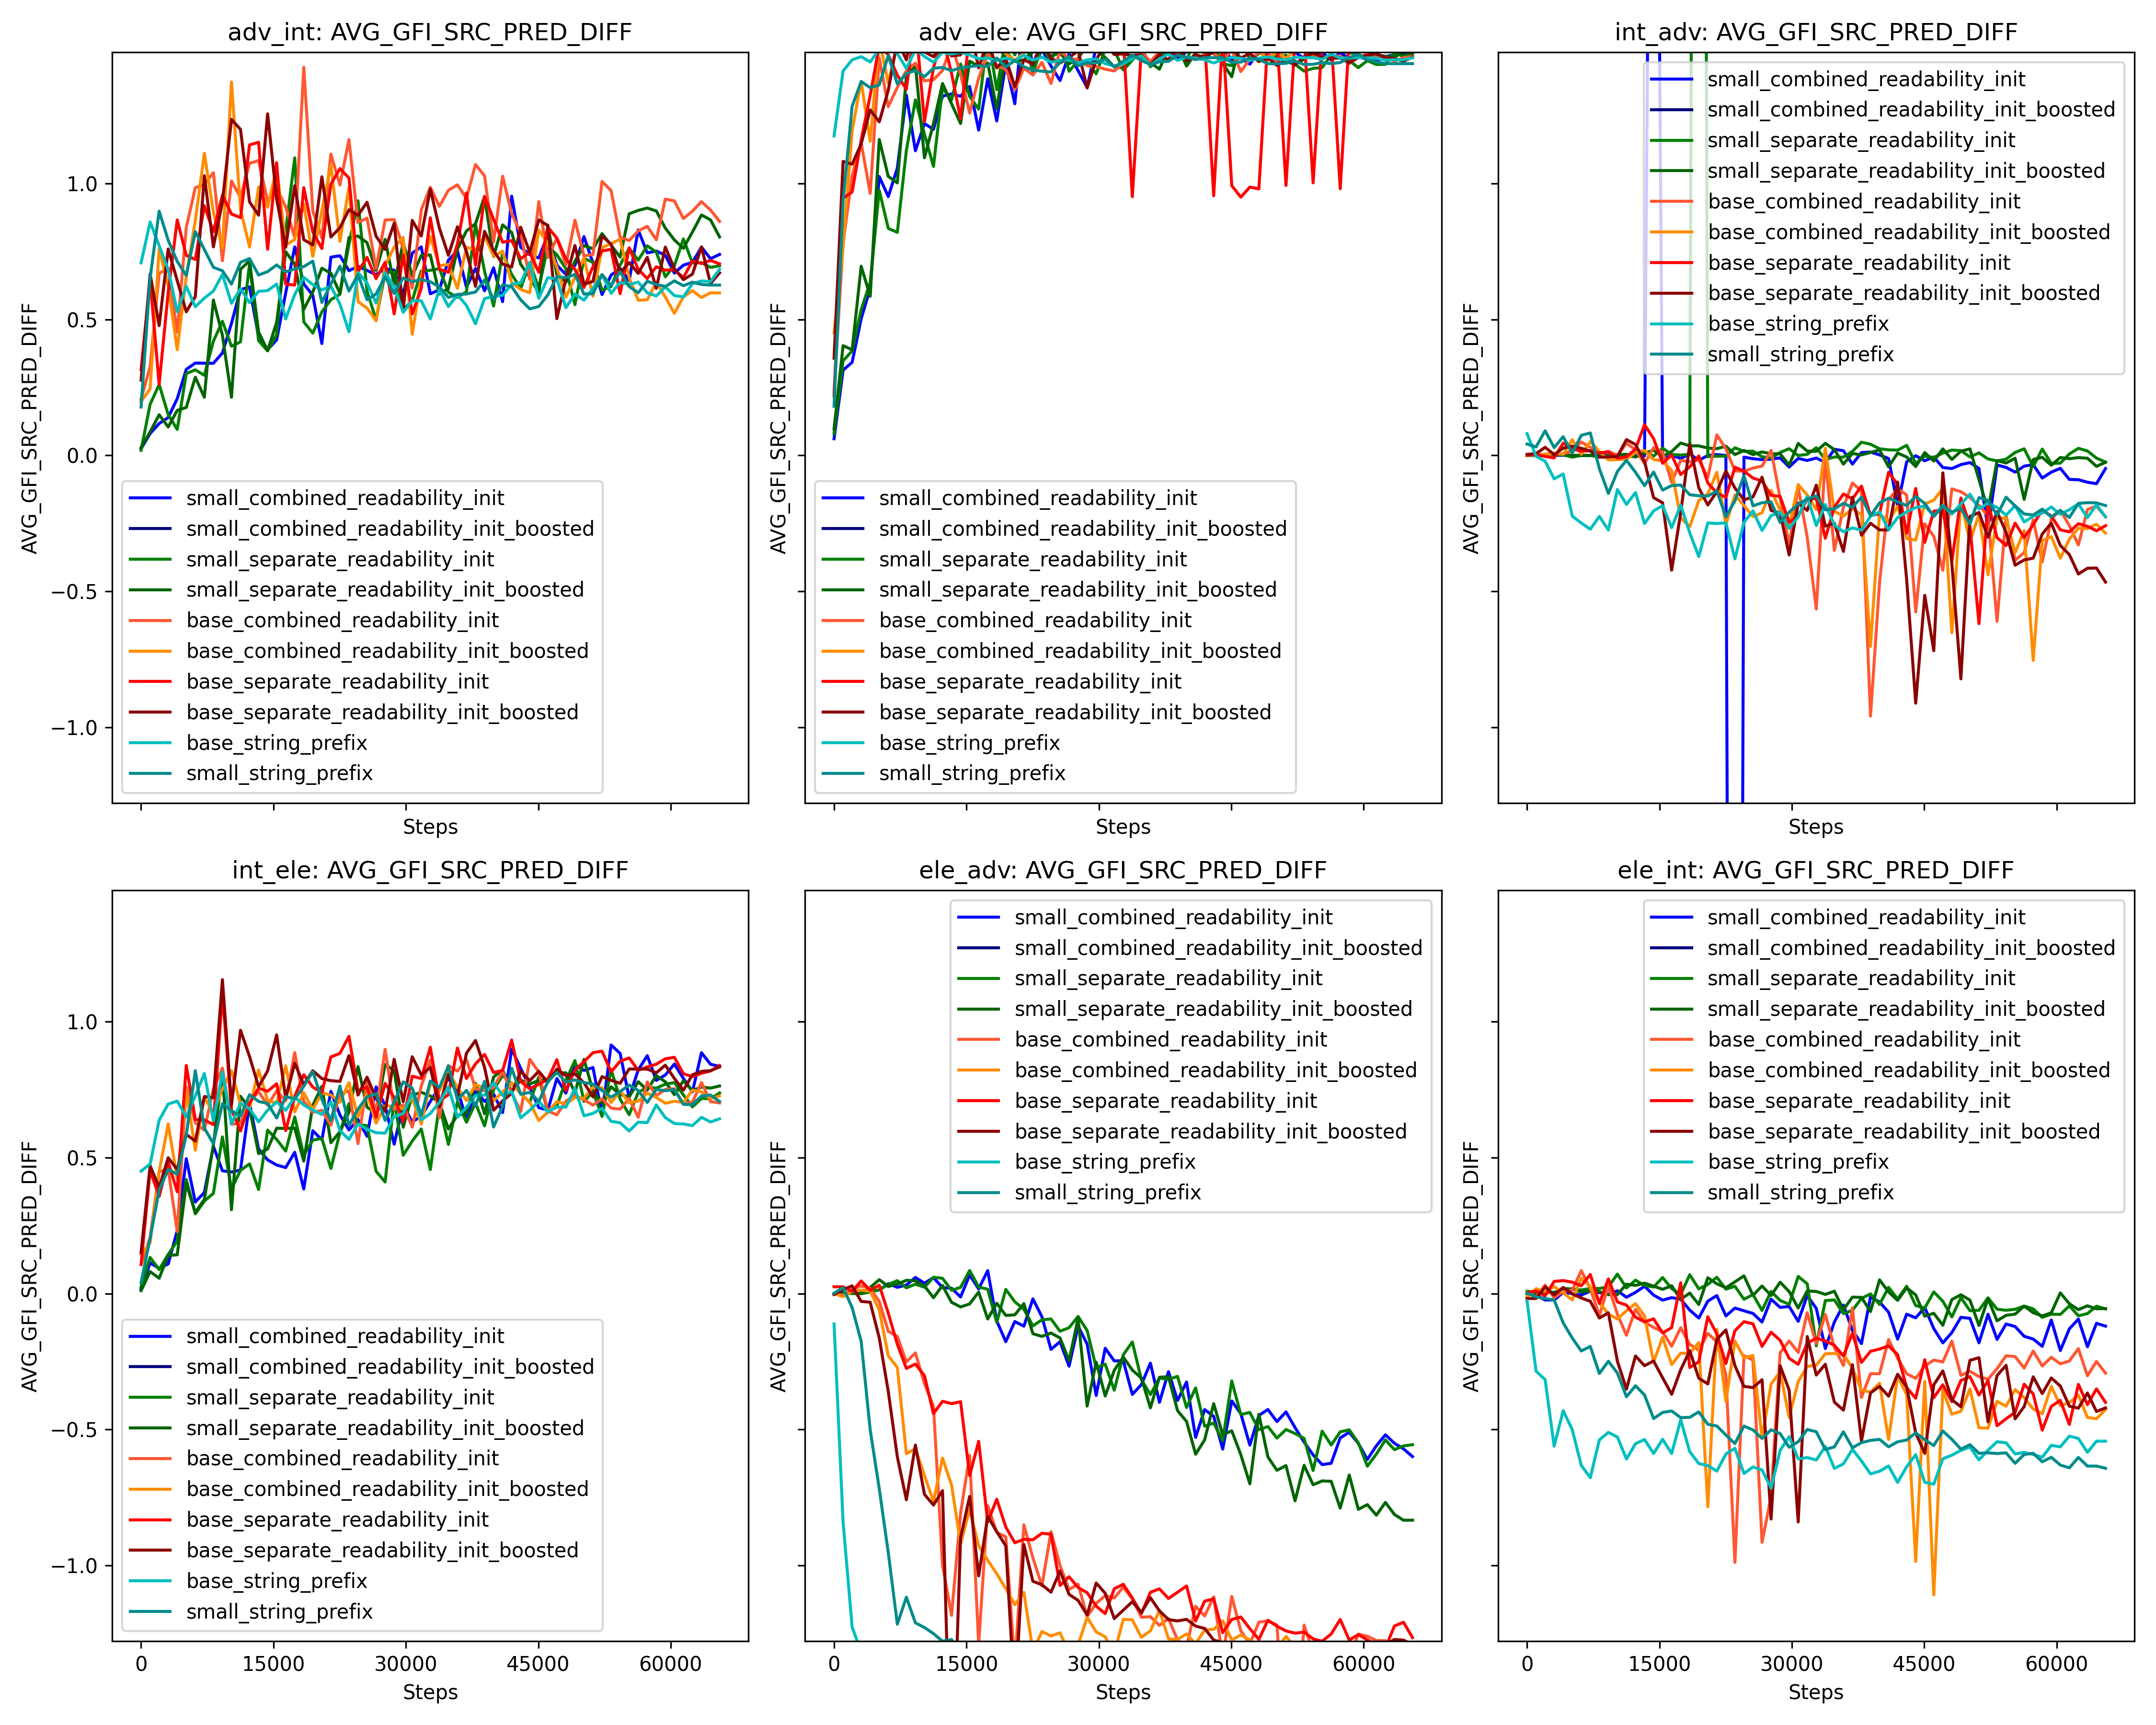 adv_int: AVG_GFI_SRC_PRED_DIFF
AVG_GFI_SRC_PRED_DIFF
1.0
0.5
0.0
−0.5
−1.0
small_combined_readability_init
small_combined_readability_init_boosted
small_separate_readability_init
small_separate_readability_init_boosted
base_combined_readability_init
base_combined_readability_init_boosted
base_separate_readability_init
base_separate_readability_init_boosted
base_string_prefix
small_string_prefix
Steps
adv_ele: AVG_GFI_SRC_PRED_DIFF
AVG_GFI_SRC_PRED_DIFF
small_combined_readability_init
small_combined_readability_init_boosted
small_separate_readability_init
small_separate_readability_init_boosted
base_combined_readability_init
base_combined_readability_init_boosted
base_separate_readability_init
base_separate_readability_init_boosted
base_string_prefix
small_string_prefix
Steps
int_adv: AVG_GFI_SRC_PRED_DIFF
AVG_GFI_SRC_PRED_DIFF
small_combined_readability_init
small_combined_readability_init_boosted
small_separate_readability_init
small_separate_readability_init_boosted
base_combined_readability_init
base_combined_readability_init_boosted
base_separate_readability_init
base_separate_readability_init_boosted
base_string_prefix
small_string_prefix
Steps
int_ele: AVG_GFI_SRC_PRED_DIFF
AVG_GFI_SRC_PRED_DIFF
1.0
0.5
0.0
−0.5
−1.0
small_combined_readability_init
small_combined_readability_init_boosted
small_separate_readability_init
small_separate_readability_init_boosted
base_combined_readability_init
base_combined_readability_init_boosted
base_separate_readability_init
base_separate_readability_init_boosted
base_string_prefix
small_string_prefix
0 15000 30000 45000 60000
Steps
ele_adv: AVG_GFI_SRC_PRED_DIFF
AVG_GFI_SRC_PRED_DIFF
small_combined_readability_init
small_combined_readability_init_boosted
small_separate_readability_init
small_separate_readability_init_boosted
base_combined_readability_init
base_combined_readability_init_boosted
base_separate_readability_init
base_separate_readability_init_boosted
base_string_prefix
small_string_prefix
0 15000 30000 45000 60000
Steps
ele_int: AVG_GFI_SRC_PRED_DIFF
AVG_GFI_SRC_PRED_DIFF
small_combined_readability_init
small_combined_readability_init_boosted
small_separate_readability_init
small_separate_readability_init_boosted
base_combined_readability_init
base_combined_readability_init_boosted
base_separate_readability_init
base_separate_readability_init_boosted
base_string_prefix
small_string_prefix
0 15000 30000 45000 60000
Steps